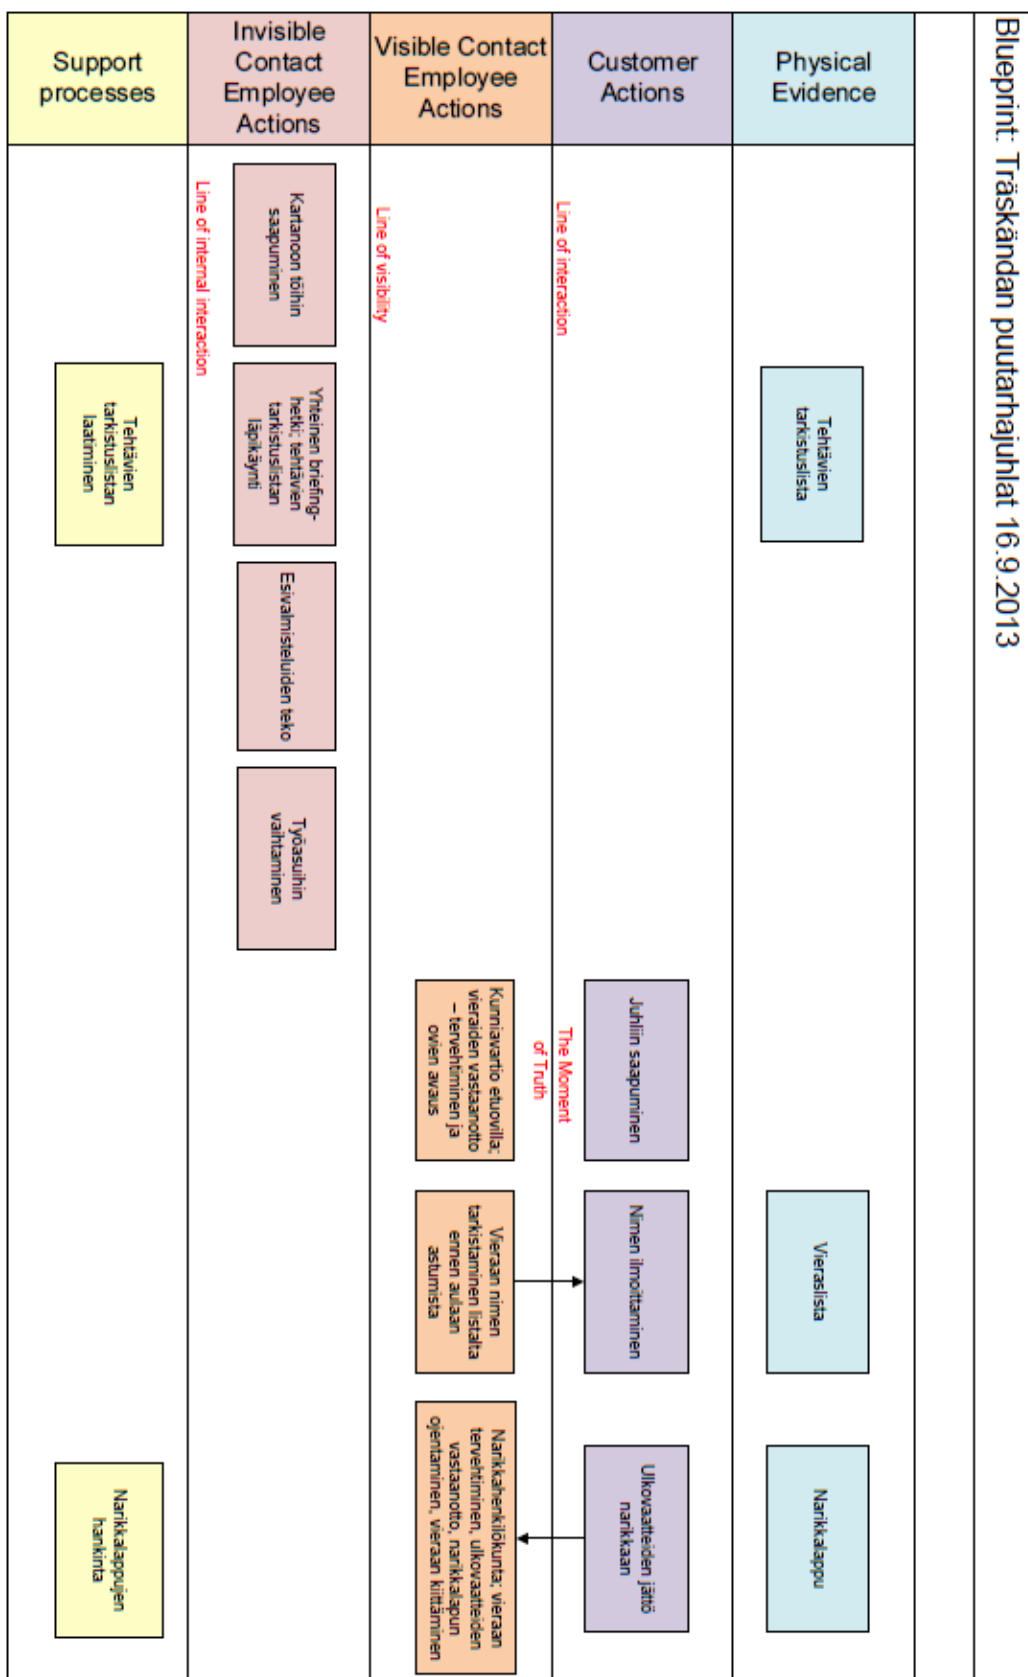 Blueprint: Träskändan puutarhajuhlat 16.9.2013
Physical
Evidence
Tehtävien
tarkistuslista
Vieraslista
Narikkalappu
Customer
Actions
Juhliin saapuminen
Nimen ilmoittaminen
Ulkovaatteiden jättö
narikkaan
Line of interaction
The Moment
of Truth
Visible Contact
Employee
Actions
Kunniavartio etuovilla;
vieraiden vastaanotto
– tervehtiminen ja
ovien avaus
Vieraan nimen
tarkistaminen listalta
ennen aulaan
astumista
Narikkahenkilökunta; vieraan
tervehtiminen, ulkovaatteiden
vastaanotto, narikkalapun
ojentaminen, vieraan kiittäminen
Line of visibility
Invisible
Contact
Employee
Actions
Kartanoon töihin
saapuminen
Yhteinen briefing-
hetki; tehtävien
tarkistuslistan
läpikäynti
Esivalmisteluiden teko
Työasuihin
vaihtaminen
Line of internal interaction
Support
processes
Tehtävien
tarkistuslistan
laatiminen
Narikkalappujen
hankinta